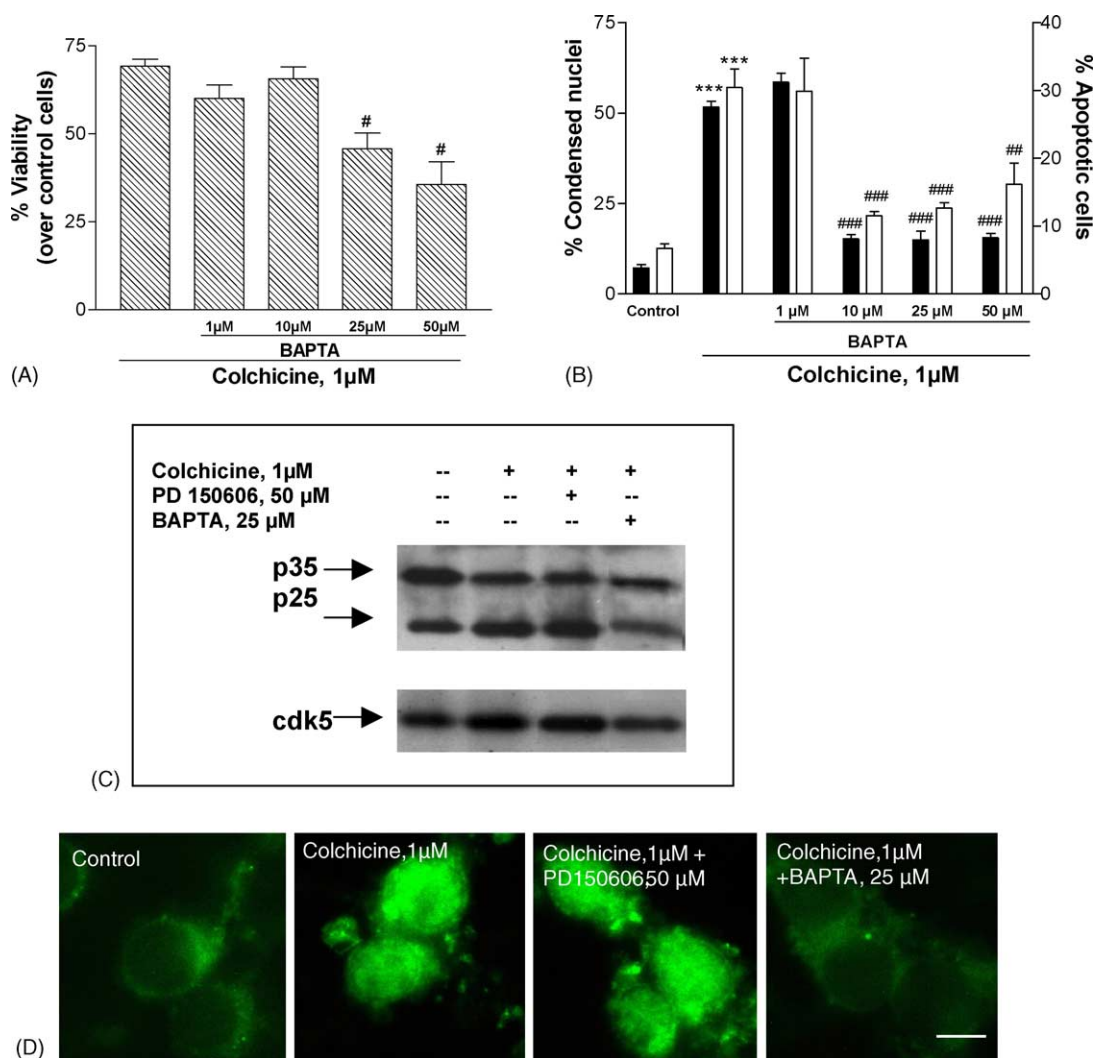 75
50
25
0
% Viability
(over control cells)
#
#
1µM 10µM 25µM 50µM
BAPTA
Colchicine, 1µM
(A)
75
50
25
0
% Condensed nuclei
40
30
20
10
0
% Apoptotic cells
*** ***
### ###
### ###
### ##
Control 1 µM 10 µM 25 µM 50 µM
BAPTA
Colchicine, 1µM
(B)
Colchicine, 1µM -- + + +
PD 150606, 50 µM -- -- + --
BAPTA, 25 µM -- -- -- +
p35
p25
cdk5
(C)
Control
Colchicine,1µM
Colchicine,1µM +
PD150606,50 µM
Colchicine,1µM
+BAPTA, 25 µM
(D)